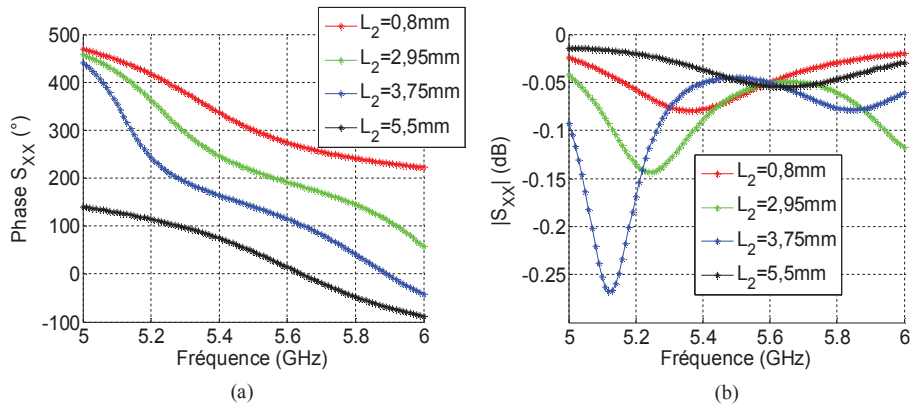 500
400
300
200
100
0
-100
5
5.2
5.4
5.6
5.8
6
Phase S_XX (°)
Fréquence (GHz)
L_2=0,8mm
L_2=2,95mm
L_2=3,75mm
L_2=5,5mm
(a)
0
-0.05
-0.1
-0.15
-0.2
-0.25
5
5.2
5.4
5.6
5.8
6
|S_XX| (dB)
Fréquence (GHz)
L_2=0,8mm
L_2=2,95mm
L_2=3,75mm
L_2=5,5mm
(b)